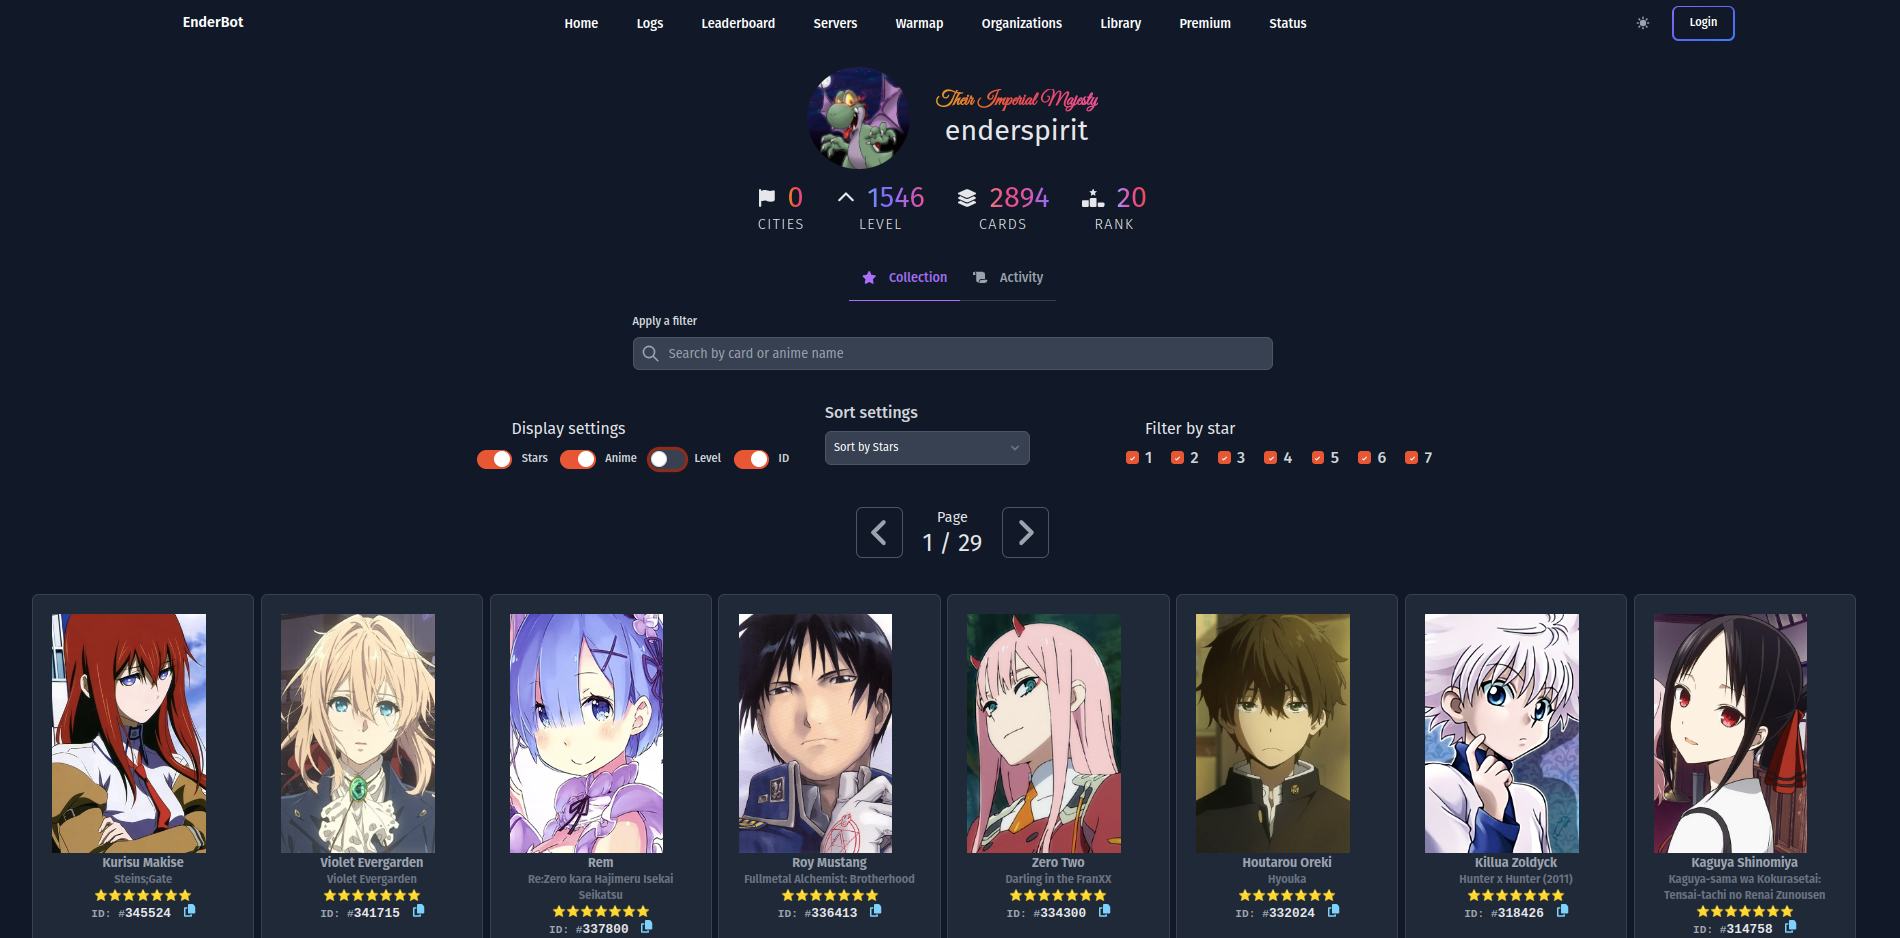 EnderBot Home Logs Leaderboard Servers Warmap Organizations Library Premium Status Login
Their Imperial Majesty
enderspirit
0 1546 2894 20
CITIES LEVEL CARDS RANK
Collection Activity
Apply a filter
Search by card or anime name
Display settings
Stars Anime Level ID
Sort settings
Sort by Stars
Filter by star
1 2 3 4 5 6 7
Page
1 / 29
Kurisu Makise
Steins;Gate
ID: #345524
Violet Evergarden
Violet Evergarden
ID: #341715
Rem
Re:Zero kara Hajimeru Isekai
Seikatsu
ID: #337800
Roy Mustang
Fullmetal Alchemist: Brotherhood
ID: #336413
Zero Two
Darling in the FranXX
ID: #334300
Houtarou Oreki
Hyouka
ID: #332024
Killua Zoldyck
Hunter x Hunter (2011)
ID: #318426
Kaguya Shinomiya
Kaguya-sama wa Kokurasetai:
Tensai-tachi no Renai Zunousen
ID: #314758